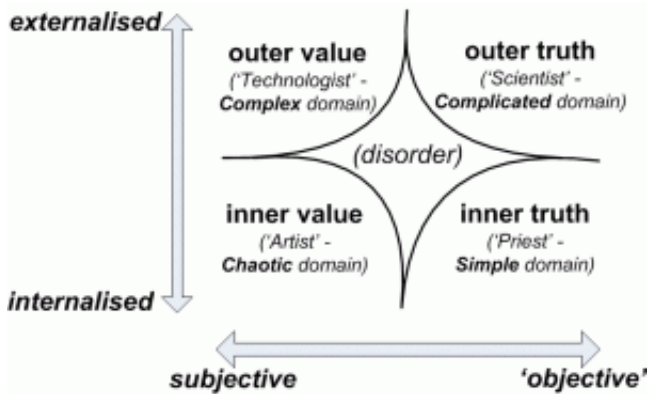 externalised
outer value
('Technologist' -
Complex domain)
outer truth
('Scientist' -
Complicated domain)
(disorder)
inner value
('Artist' -
Chaotic domain)
inner truth
('Priest' -
Simple domain)
internalised
subjective
'objective'